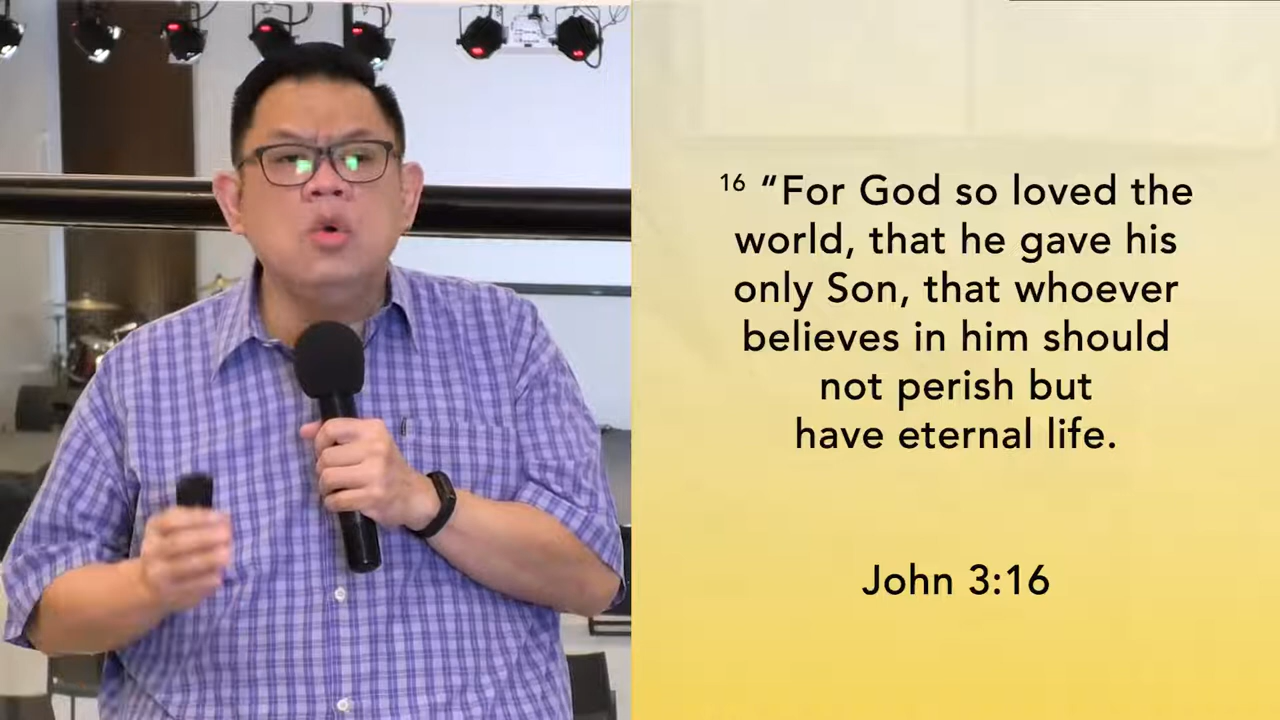 16 “For God so loved the
world, that he gave his
only Son, that whoever
believes in him should
not perish but
have eternal life.
John 3:16